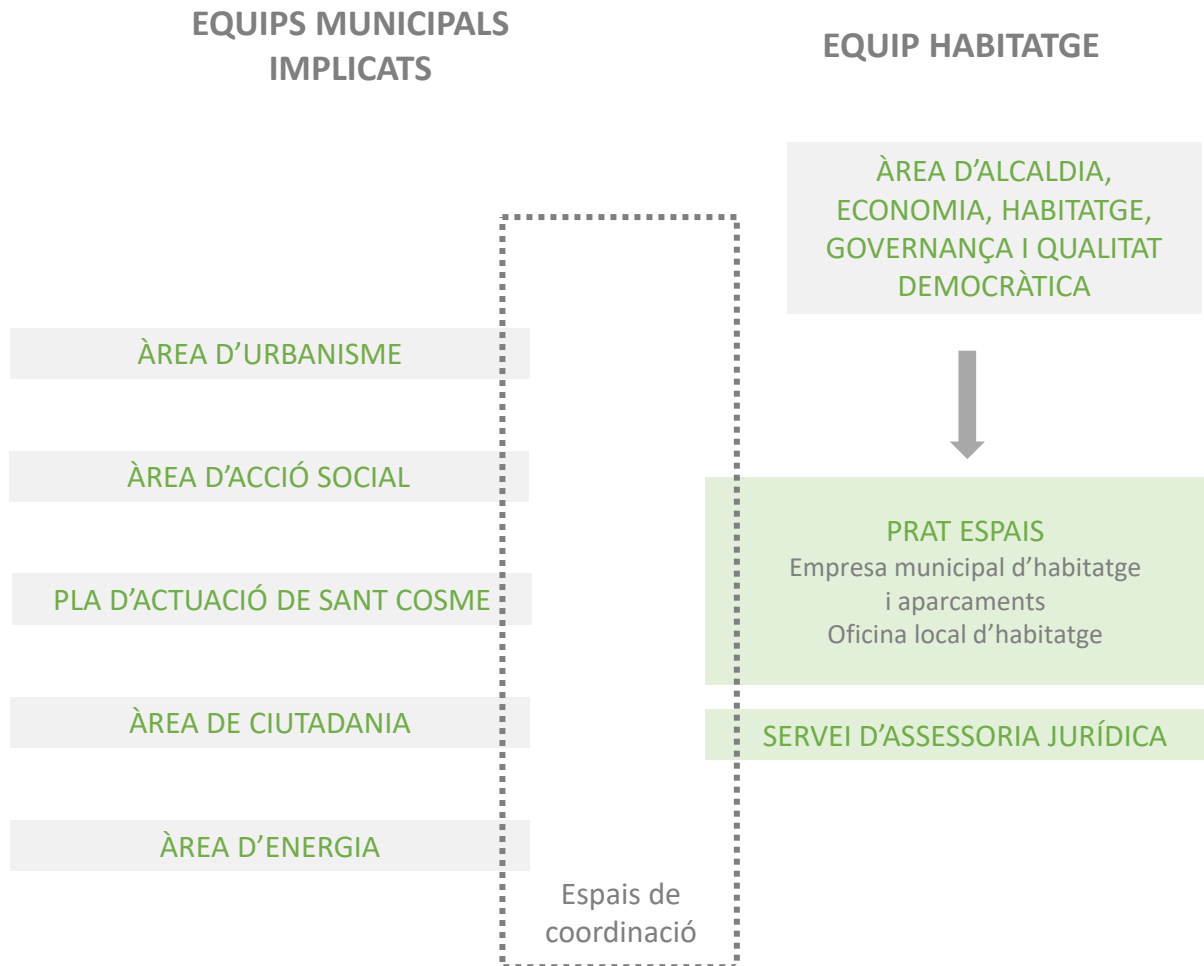 EQUIPS MUNICIPALS
IMPLICATS
EQUIP HABITATGE
ÀREA D’ALCALDIA,
ECONOMIA, HABITATGE,
GOVERNANÇA I QUALITAT
DEMOCRÀTICA
ÀREA D’URBANISME
ÀREA D’ACCIÓ SOCIAL
PLA D’ACTUACIÓ DE SANT COSME
ÀREA DE CIUTADANIA
ÀREA D’ENERGIA
PRAT ESPAIS
Empresa municipal d’habitatge
i aparcaments
Oficina local d’habitatge
SERVEI D’ASSESSORIA JURÍDICA
Espais de
coordinació